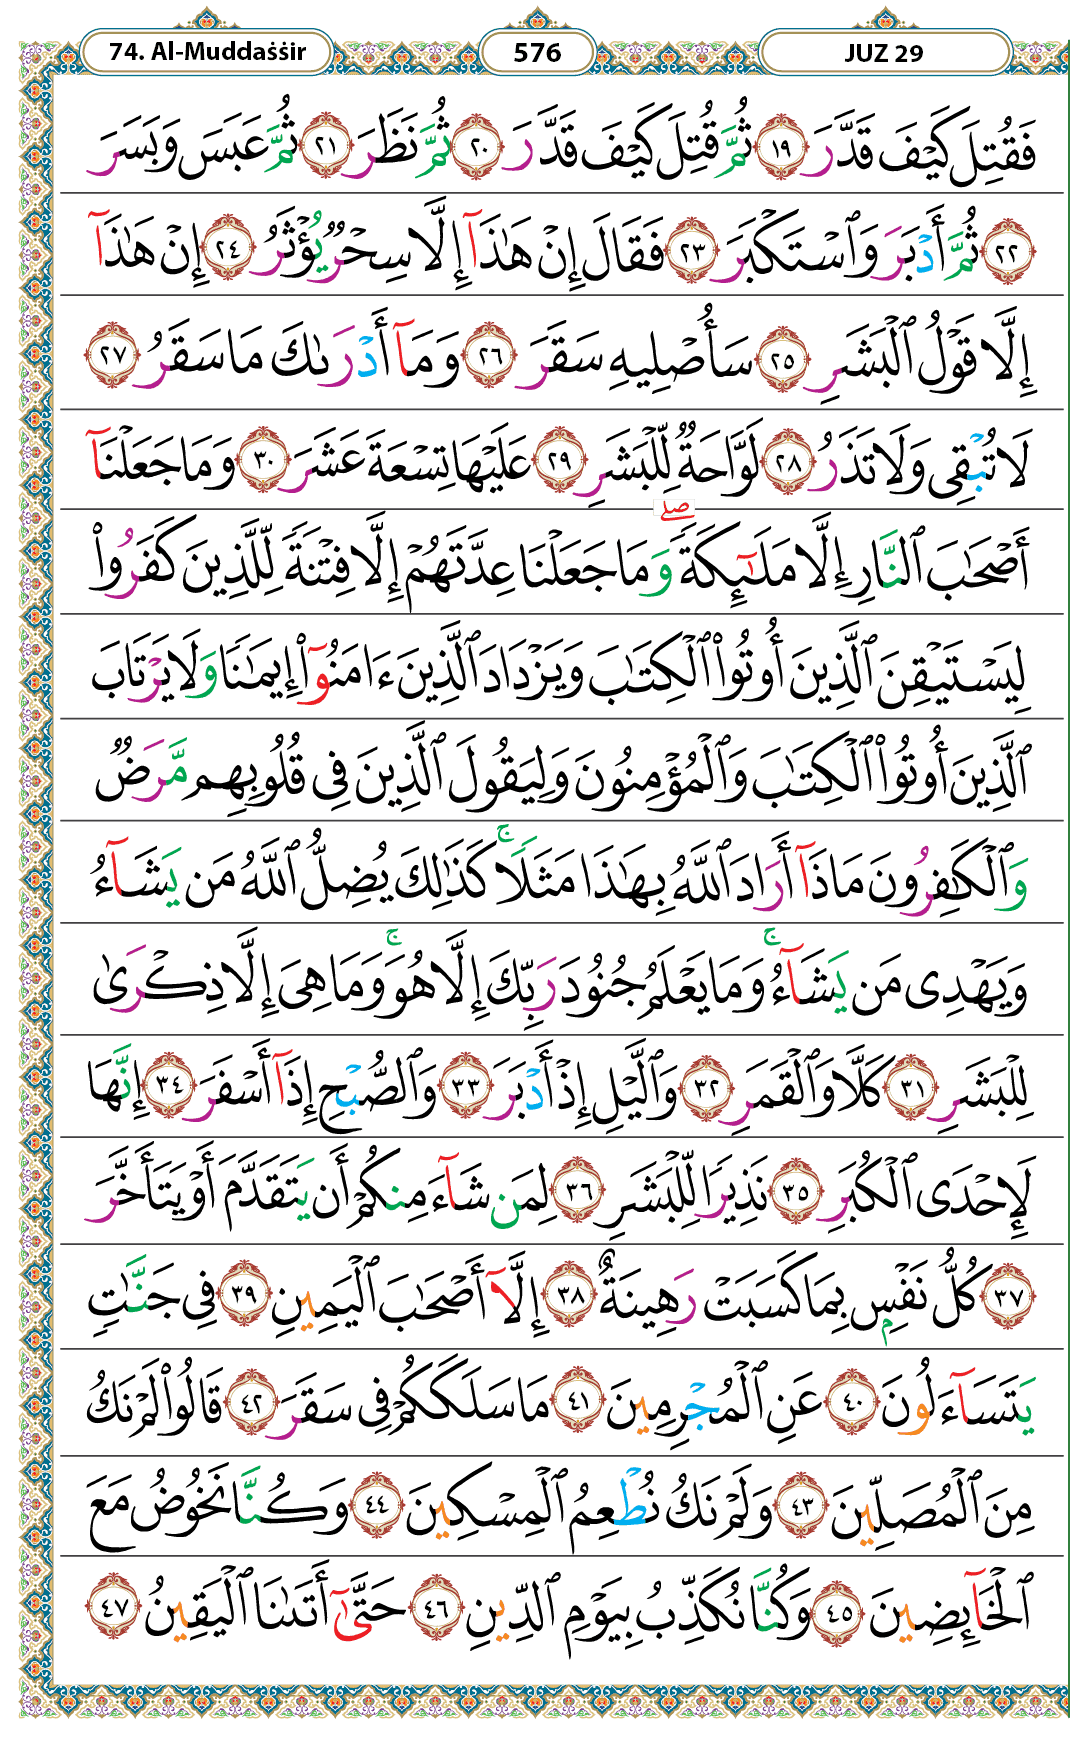 74. Al-Muddaṡṡir 576 JUZ 29
فَقُتِلَ كَيْفَ قَدَّرَ ١٩ ثُمَّ قُتِلَ كَيْفَ قَدَّرَ ٢٠ ثُمَّ نَظَرَ ٢١ ثُمَّ عَبَسَ وَبَسَرَ
٢٢ ثُمَّ أَدْبَرَ وَٱسْتَكْبَرَ ٢٣ فَقَالَ إِنْ هَٰذَآ إِلَّا سِحْرٌ يُؤْثَرُ ٢٤ إِنْ هَٰذَآ
إِلَّا قَوْلُ ٱلْبَشَرِ ٢٥ سَأُصْلِيهِ سَقَرَ ٢٦ وَمَآ أَدْرَىٰكَ مَا سَقَرُ ٢٧
لَا تُبْقِى وَلَا تَذَرُ ٢٨ لَوَّاحَةٌ لِّلْبَشَرِ ٢٩ عَلَيْهَا تِسْعَةَ عَشَرَ ٣٠ وَمَا جَعَلْنَآ
أَصْحَٰبَ ٱلنَّارِ إِلَّا مَلَٰٓئِكَةً ۖ وَمَا جَعَلْنَا عِدَّتَهُمْ إِلَّا فِتْنَةً لِّلَّذِينَ كَفَرُوا۟
لِيَسْتَيْقِنَ ٱلَّذِينَ أُوتُوا۟ ٱلْكِتَٰبَ وَيَزْدَادَ ٱلَّذِينَ ءَامَنُوٓا۟ إِيمَٰنًا وَلَا يَرْتَابَ
ٱلَّذِينَ أُوتُوا۟ ٱلْكِتَٰبَ وَٱلْمُؤْمِنُونَ وَلِيَقُولَ ٱلَّذِينَ فِى قُلُوبِهِم مَّرَضٌ
وَٱلْكَٰفِرُونَ مَاذَآ أَرَادَ ٱللَّهُ بِهَٰذَا مَثَلًا ۚ كَذَٰلِكَ يُضِلُّ ٱللَّهُ مَن يَشَآءُ
وَيَهْدِى مَن يَشَآءُ ۚ وَمَا يَعْلَمُ جُنُودَ رَبِّكَ إِلَّا هُوَ ۚ وَمَا هِىَ إِلَّا ذِكْرَىٰ
لِلْبَشَرِ ٣١ كَلَّا وَٱلْقَمَرِ ٣٢ وَٱلَّيْلِ إِذْ أَدْبَرَ ٣٣ وَٱلصُّبْحِ إِذَآ أَسْفَرَ ٣٤ إِنَّهَا
لَإِحْدَى ٱلْكُبَرِ ٣٥ نَذِيرًا لِّلْبَشَرِ ٣٦ لِمَن شَآءَ مِنكُمْ أَن يَتَقَدَّمَ أَوْ يَتَأَخَّرَ
٣٧ كُلُّ نَفْسٍۭ بِمَا كَسَبَتْ رَهِينَةٌ ٣٨ إِلَّآ أَصْحَٰبَ ٱلْيَمِينِ ٣٩ فِى جَنَّٰتٍ
يَتَسَآءَلُونَ ٤٠ عَنِ ٱلْمُجْرِمِينَ ٤١ مَا سَلَكَكُمْ فِى سَقَرَ ٤٢ قَالُوا۟ لَمْ نَكُ
مِنَ ٱلْمُصَلِّينَ ٤٣ وَلَمْ نَكُ نُطْعِمُ ٱلْمِسْكِينَ ٤٤ وَكُنَّا نَخُوضُ مَعَ
ٱلْخَآئِضِينَ ٤٥ وَكُنَّا نُكَذِّبُ بِيَوْمِ ٱلدِّينِ ٤٦ حَتَّىٰٓ أَتَىٰنَا ٱلْيَقِينُ ٤٧